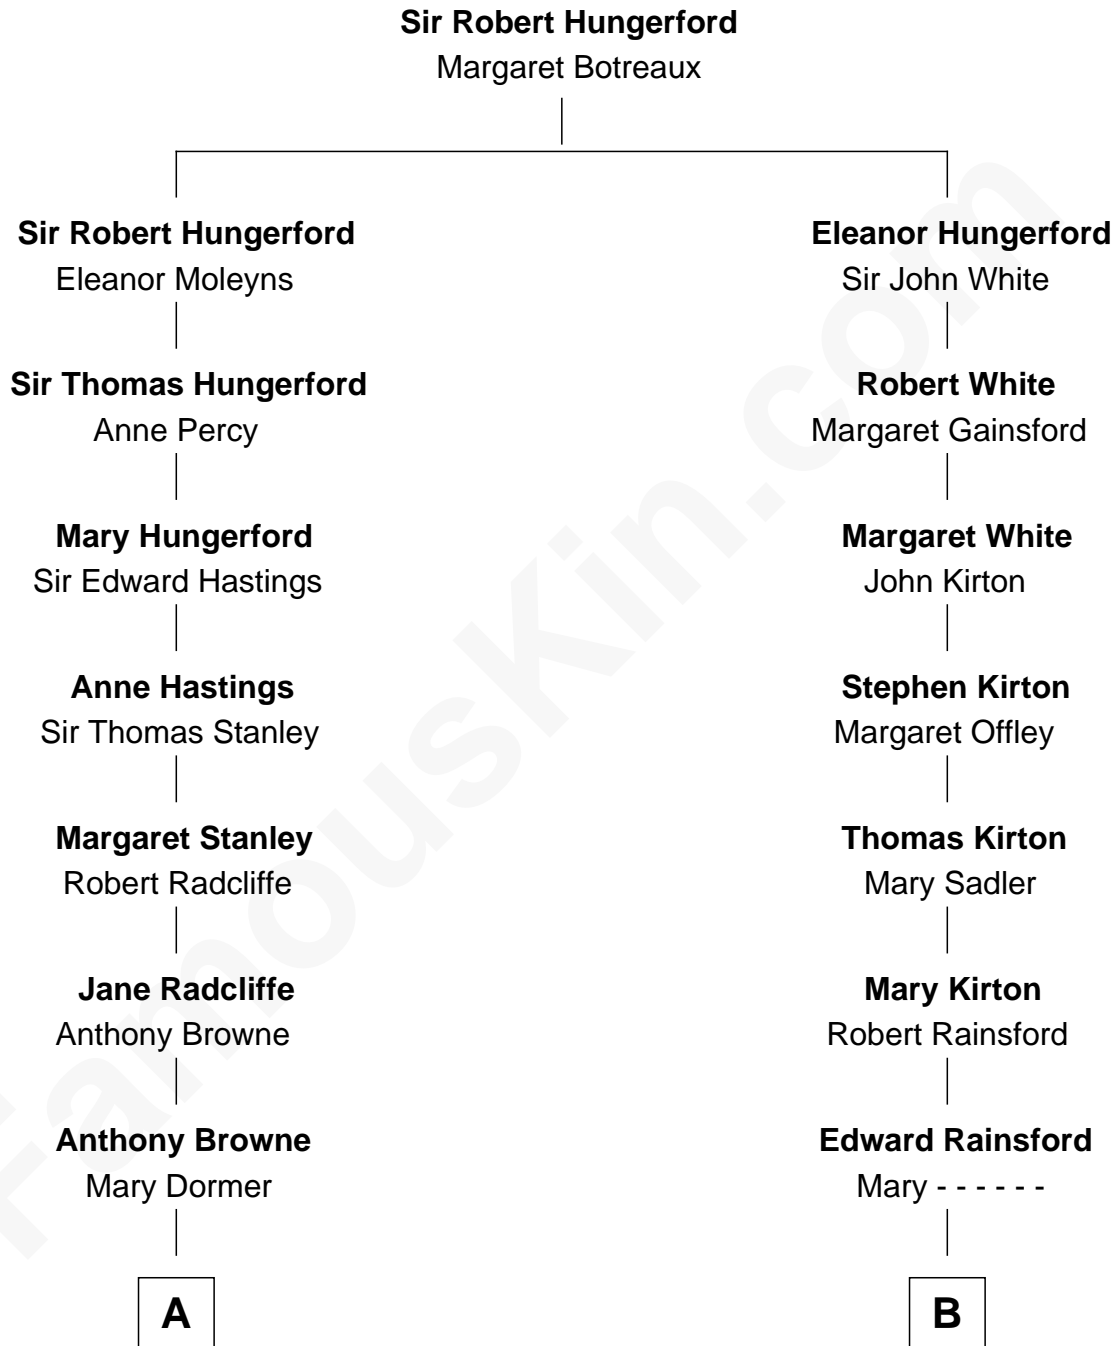 Sir Robert Hungerford
Margaret Botreaux
Sir Robert Hungerford
Eleanor Moleyns
Eleanor Hungerford
Sir John White
Sir Thomas Hungerford
Anne Percy
Robert White
Margaret Gainsford
Mary Hungerford
Sir Edward Hastings
Margaret White
John Kirton
Anne Hastings
Sir Thomas Stanley
Stephen Kirton
Margaret Offley
Margaret Stanley
Robert Radcliffe
Thomas Kirton
Mary Sadler
Jane Radcliffe
Anthony Browne
Mary Kirton
Robert Rainsford
Anthony Browne
Mary Dormer
Edward Rainsford
Mary - - - - - -
A
B
FamousKin.com